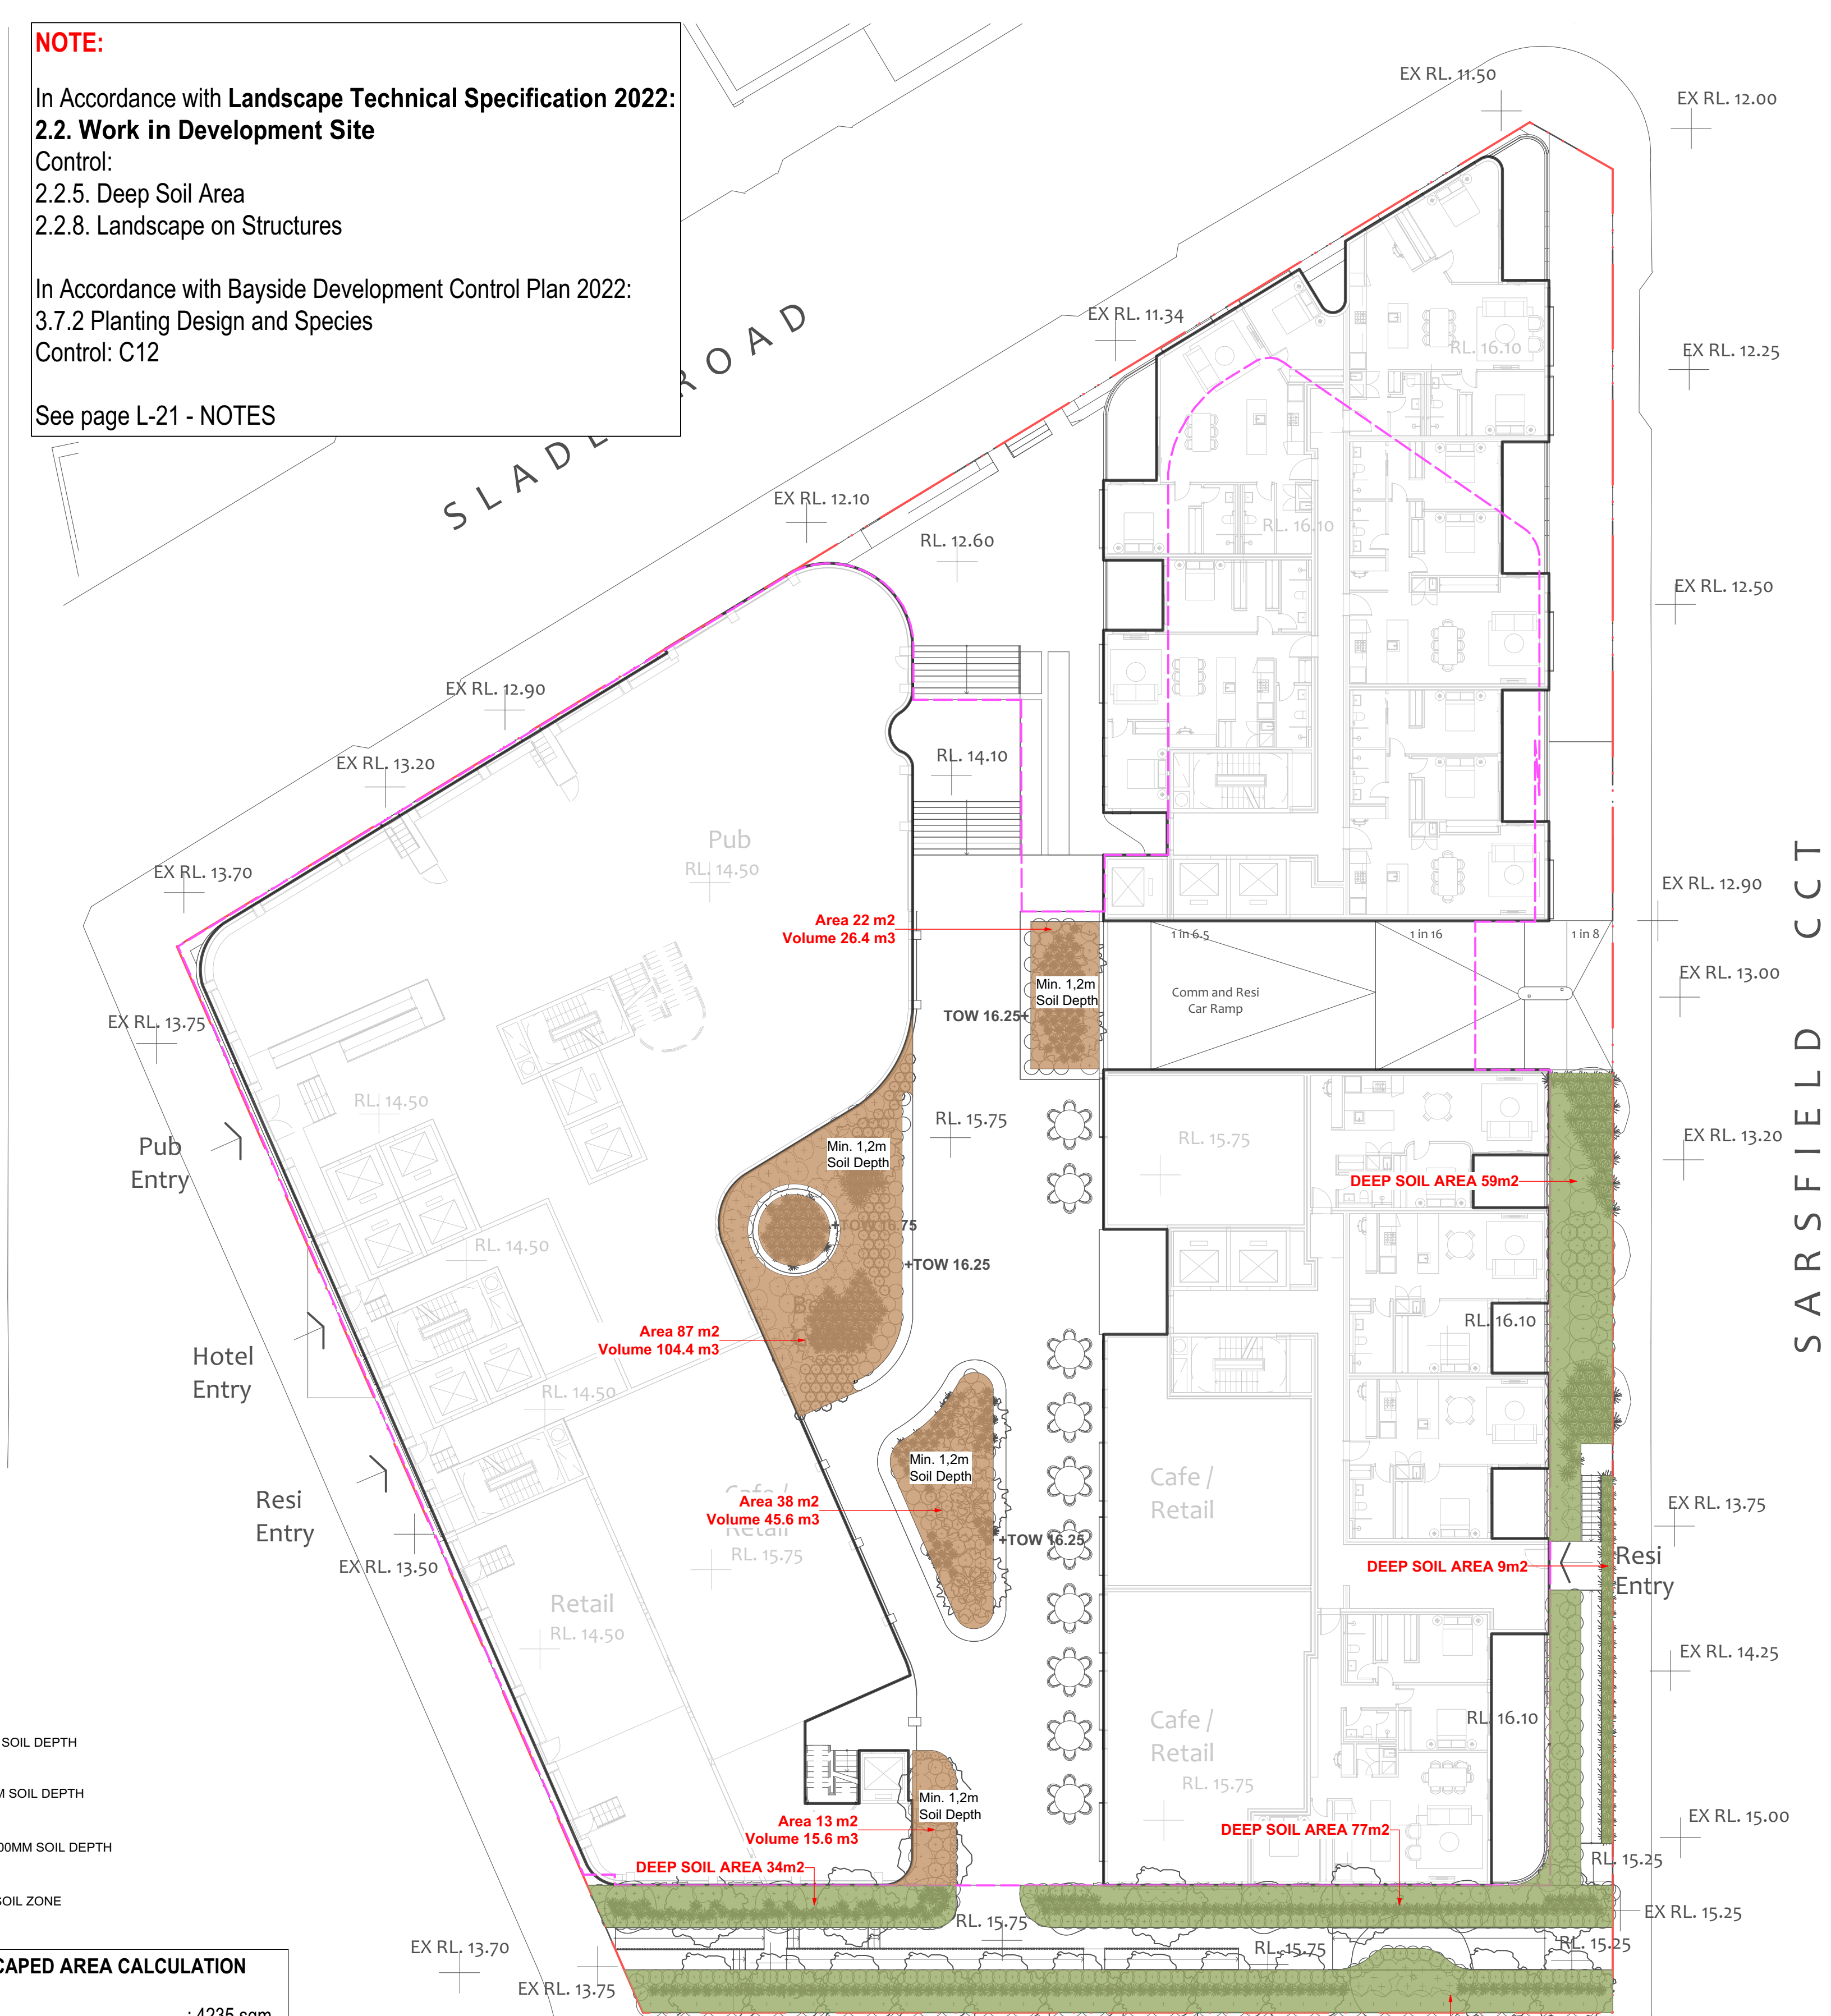 NOTE:
In Accordance with Landscape Technical Specification 2022:
2.2. Work in Development Site
Control:
2.2.5. Deep Soil Area
2.2.8. Landscape on Structures
In Accordance with Bayside Development Control Plan 2022:
3.7.2 Planting Design and Species
Control: C12
See page L-21 - NOTES
ROAD
EX RL. 11.50
EX RL. 12.00
EX RL. 11.34
RL. 16.10
EX RL. 12.25
EX RL. 12.10
RL. 16.10
RL. 12.60
EX RL. 12.50
EX RL. 12.90
EX RL. 13.20
RL. 14.10
Pub
RL. 14.50
EX RL. 13.70
EX RL. 12.90
Area 22 m2
Volume 26.4 m3
1 in 6.5
1 in 16
1 in 8
Min. 1,2m
Soil Depth
Comm and Resi
Car Ramp
EX RL. 13.00
TOW 16.25+
EX RL. 13.75
SARSFIELD CCT
RL. 14.50
RL. 15.75
RL. 15.75
EX RL. 13.20
Pub
Entry
Min. 1,2m
Soil Depth
DEEP SOIL AREA 59m2
+TOW 16.75
RL. 14.50
+TOW 16.25
Area 87 m2
Volume 104.4 m3
RL. 16.10
Hotel
Entry
RL. 14.50
Min. 1,2m
Soil Depth
Cafe /
Retail
RL. 15.75
Area 38 m2
Volume 45.6 m3
Cafe /
Retail
Resi
Entry
EX RL. 13.75
+TOW 16.25
EX RL. 13.50
DEEP SOIL AREA 9m2
Resi
Entry
Retail
RL. 14.50
EX RL. 14.25
RL. 16.10
Cafe /
Retail
RL. 15.75
SOIL DEPTH
M SOIL DEPTH
00MM SOIL DEPTH
SOIL ZONE
Min. 1,2m
Soil Depth
Area 13 m2
Volume 15.6 m3
DEEP SOIL AREA 77m2
EX RL. 15.00
DEEP SOIL AREA 34m2
RL. 15.25
EX RL. 15.25
RL. 15.75
RL. 15.75
RL. 15.25
EX RL. 13.70
EX RL. 13.75
CAPED AREA CALCULATION
: 4235 sqm